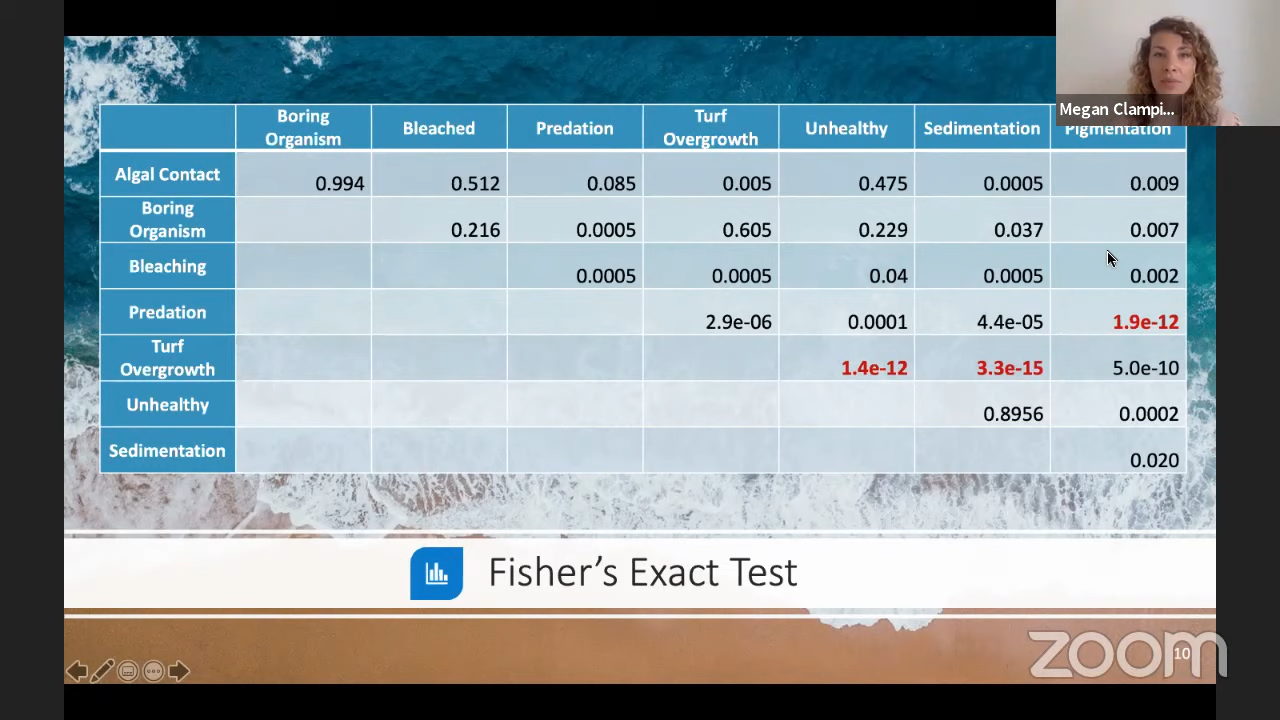 Megan Clampi...
Boring Organism Bleached Predation Turf Overgrowth Unhealthy Sedimentation Pigmentation
Algal Contact 0.994 0.512 0.085 0.005 0.475 0.0005 0.009
Boring Organism 0.216 0.0005 0.605 0.229 0.037 0.007
Bleaching 0.0005 0.0005 0.04 0.0005 0.002
Predation 2.9e-06 0.0001 4.4e-05 1.9e-12
Turf Overgrowth 1.4e-12 3.3e-15 5.0e-10
Unhealthy 0.8956 0.0002
Sedimentation 0.020
Fisher’s Exact Test
zoom
10